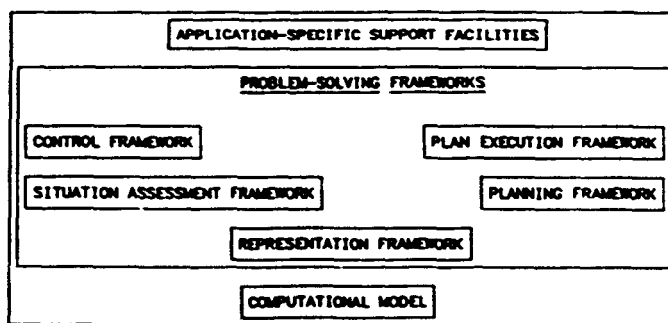 APPLICATION-SPECIFIC SUPPORT FACILITIES
PROBLEM-SOLVING FRAMEWORKS
CONTROL FRAMEWORK
PLAN EXECUTION FRAMEWORK
SITUATION ASSESSMENT FRAMEWORK
PLANNING FRAMEWORK
REPRESENTATION FRAMEWORK
COMPUTATIONAL MODEL